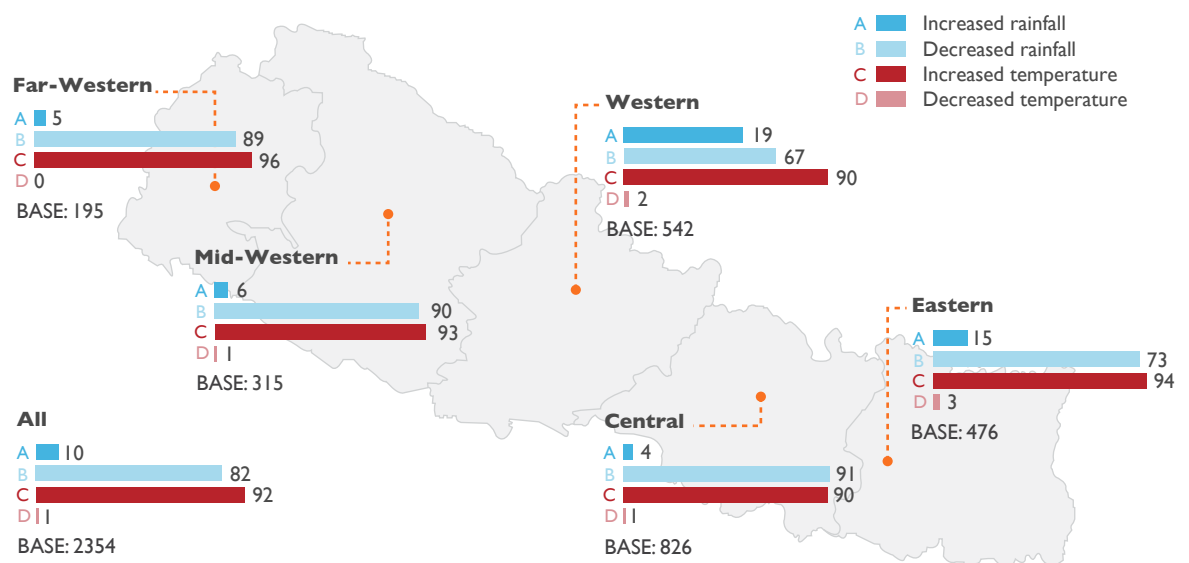 A Increased rainfall
B Decreased rainfall
C Increased temperature
D Decreased temperature
Far-Western
A 5
B 89
C 96
D 0
BASE: 195
Western
A 19
B 67
C 90
D 2
BASE: 542
Mid-Western
A 6
B 90
C 93
D 1
BASE: 315
Eastern
A 15
B 73
C 94
D 3
BASE: 476
All
A 10
B 82
C 92
D 1
BASE: 2354
Central
A 4
B 91
C 90
D 1
BASE: 826